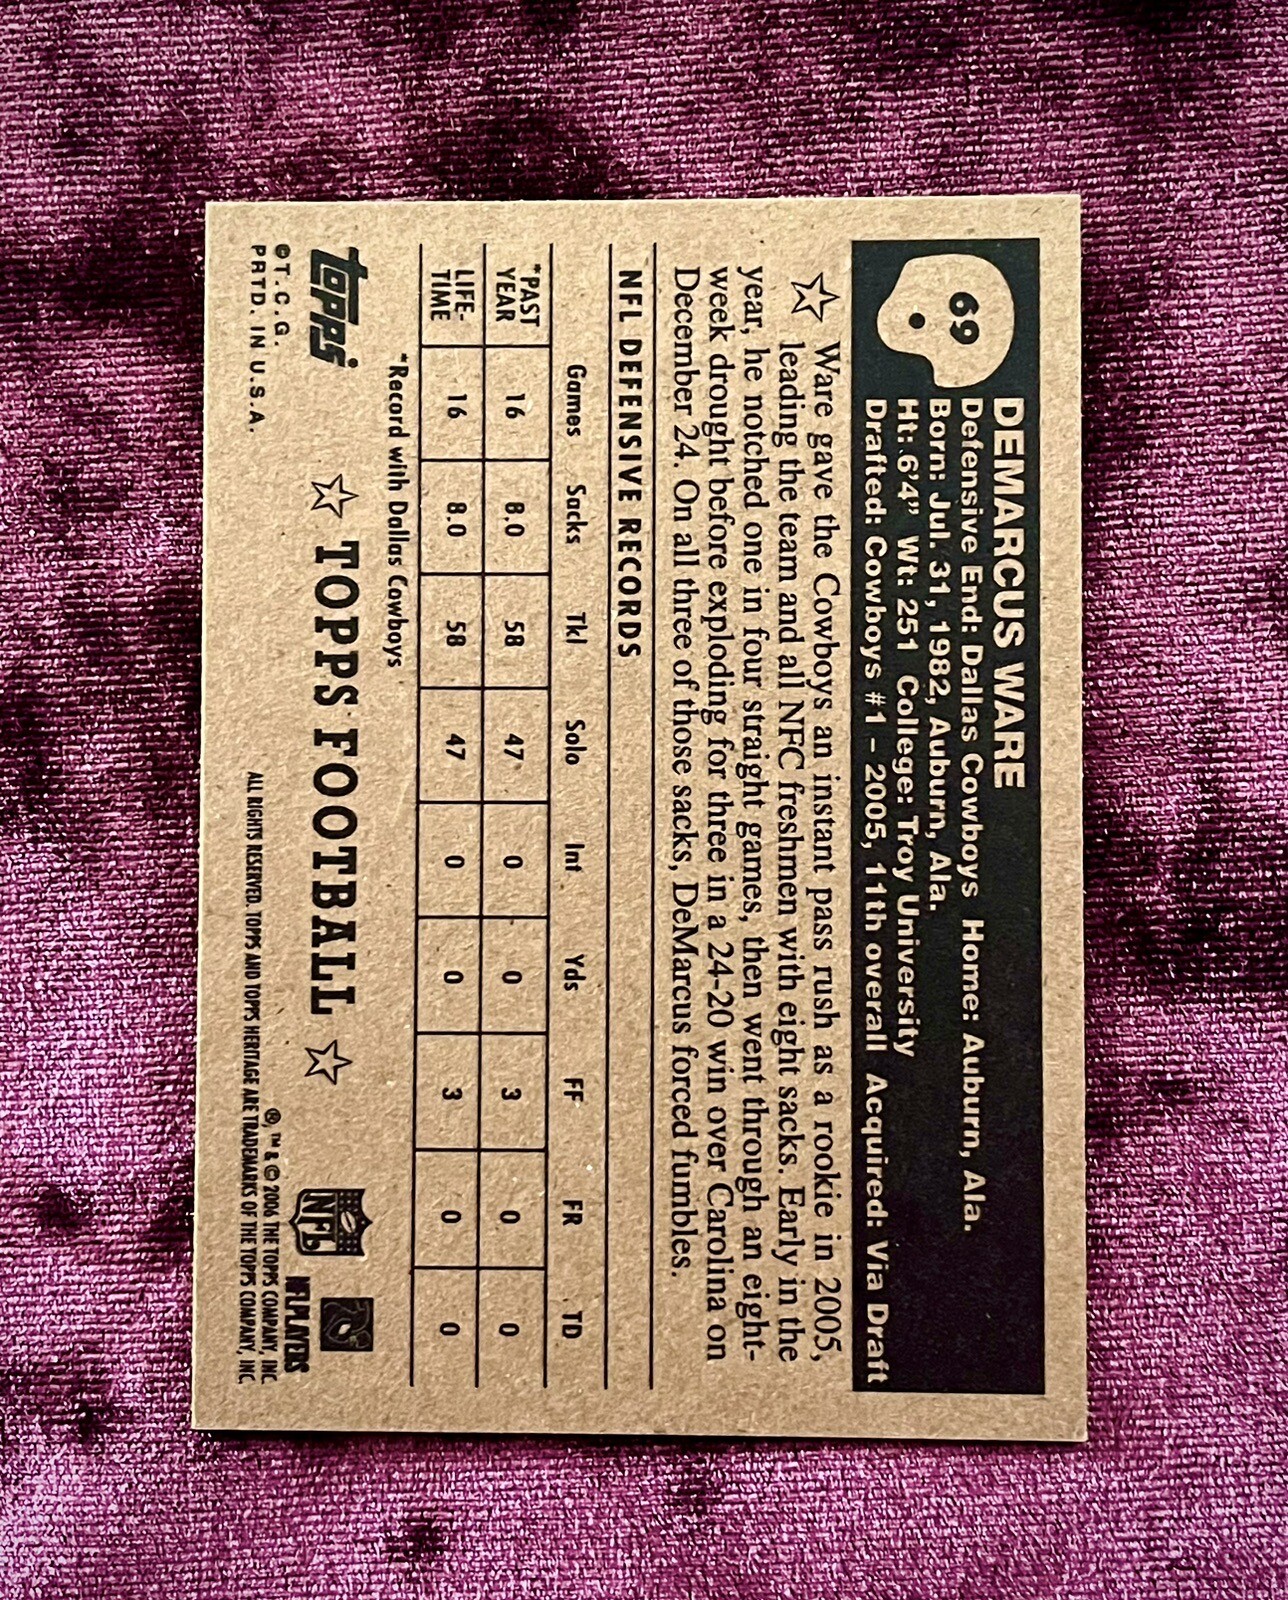 69
DEMARCUS WARE
Defensive End: Dallas Cowboys Home: Auburn, Ala.
Born: Jul. 31, 1982, Auburn, Ala.
Ht: 6'4" Wt: 251 College: Troy University
Drafted: Cowboys #1 - 2005, 11th overall Acquired: Via Draft
Ware gave the Cowboys an instant pass rush as a rookie in 2005,
leading the team and all NFC freshmen with eight sacks. Early in the
year, he notched one in four straight games, then went through an eight-
week drought before exploding for three in a 24-20 win over Carolina on
December 24. On all three of those sacks, DeMarcus forced fumbles.
NFL DEFENSIVE RECORDS
Games Sacks Tkl Solo Int Yds FF FR TD
*PAST
YEAR 16 8.0 58 47 0 0 3 0 0
LIFE-
TIME 16 8.0 58 47 0 0 3 0 0
*Record with Dallas Cowboys
Topps
TOPPS FOOTBALL
NFL
NFLPLAYERS
©T.C.G.
PRTD. IN U.S.A.
®, ™ & © 2006 THE TOPPS COMPANY, INC.
ALL RIGHTS RESERVED. TOPPS AND TOPPS HERITAGE ARE TRADEMARKS OF THE TOPPS COMPANY, INC.